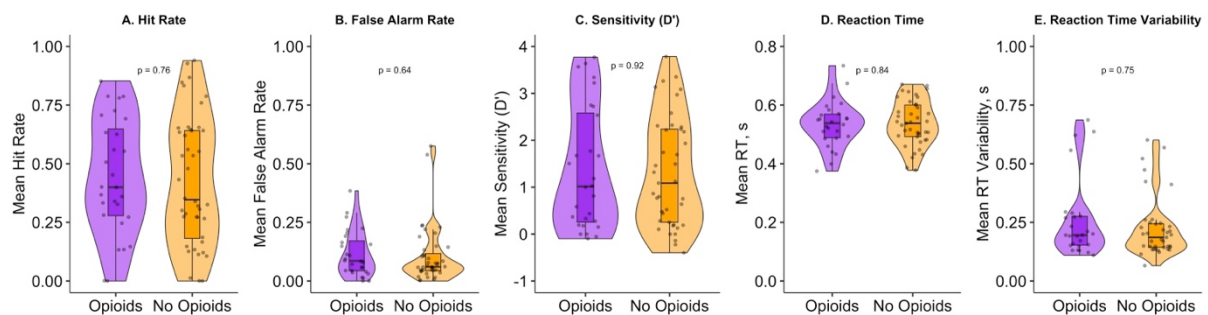 A. Hit Rate
Mean Hit Rate
1.00
0.75
0.50
0.25
0.00
p = 0.76
Opioids No Opioids
B. False Alarm Rate
Mean False Alarm Rate
1.00
0.75
0.50
0.25
0.00
p = 0.64
Opioids No Opioids
C. Sensitivity (D')
Mean Sensitivity (D')
4
3
2
1
0
-1
p = 0.92
Opioids No Opioids
D. Reaction Time
Mean RT, s
0.8
0.6
0.4
0.2
0.0
p = 0.84
Opioids No Opioids
E. Reaction Time Variability
Mean RT Variability, s
1.00
0.75
0.50
0.25
0.00
p = 0.75
Opioids No Opioids